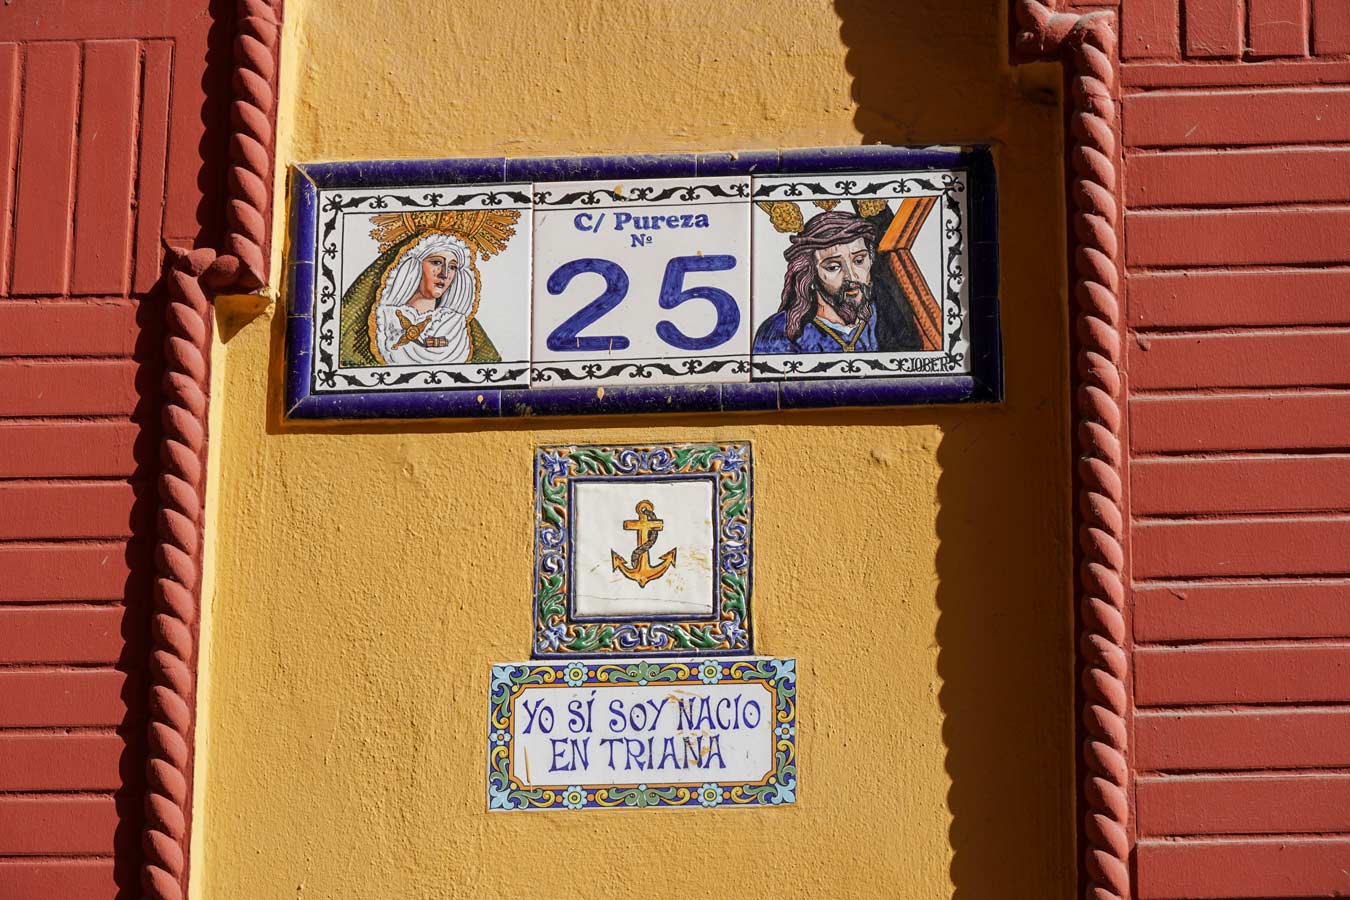 C/ Pureza
Nº
25
JOBER
YO SÍ SOY NACIO
EN TRIANA